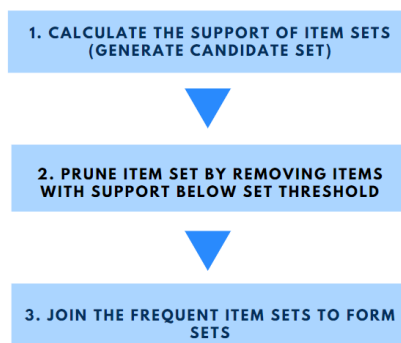 1. CALCULATE THE SUPPORT OF ITEM SETS
(GENERATE CANDIDATE SET)
2. PRUNE ITEM SET BY REMOVING ITEMS
WITH SUPPORT BELOW SET THRESHOLD
3. JOIN THE FREQUENT ITEM SETS TO FORM
SETS